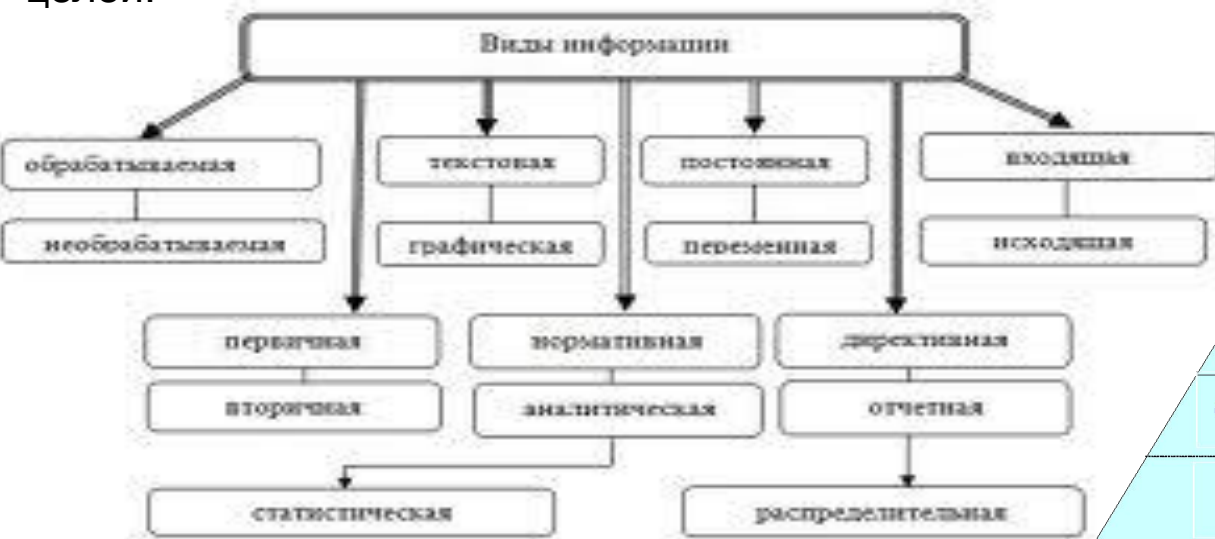 Виды информации
обрабатываемая
текстовая
постоянная
входящая
необрабатываемая
графическая
переменная
исходящая
первичная
нормативная
директивная
вторичная
аналитическая
отчетная
статистическая
распределительная